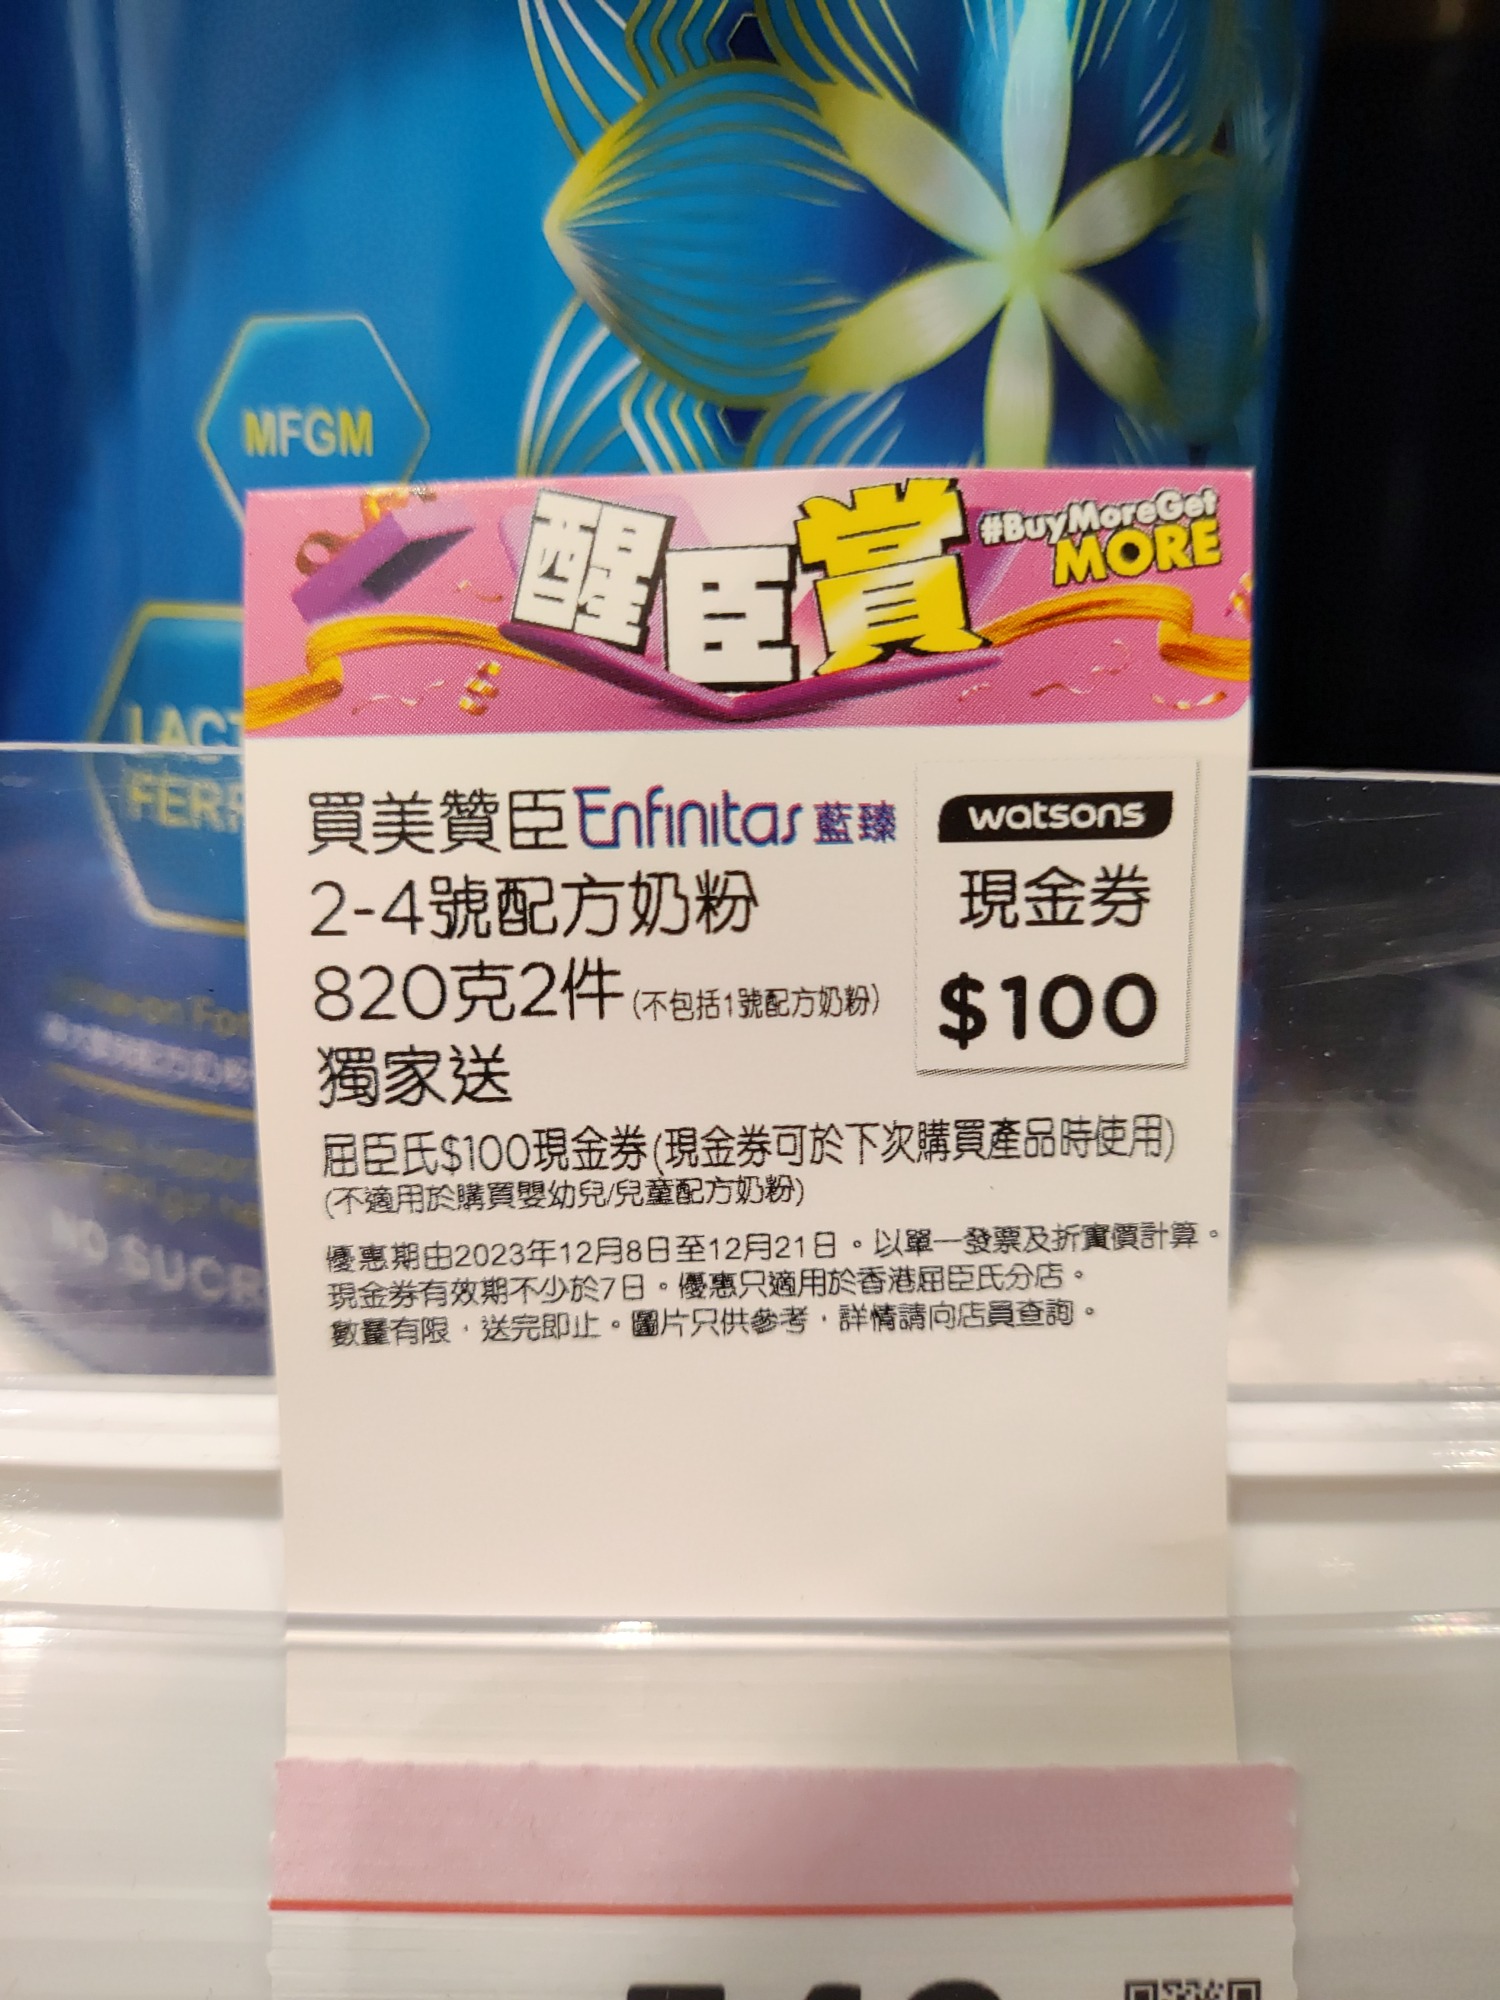 MFGM
醒臣賞
#BuyMoreGet
MORE
買美贊臣Enfinitas 藍臻
2-4號配方奶粉
820克2件(不包括1號配方奶粉)
獨家送
watsons
現金券
$100
屈臣氏$100現金券(現金券可於下次購買產品時使用)
(不適用於購買嬰幼兒/兒童配方奶粉)
優惠期由2023年12月8日至12月21日。以單一發票及折實價計算。
現金券有效期不少於7日。優惠只適用於香港屈臣氏分店。
數量有限，送完即止。圖片只供參考，詳情請向店員查詢。
NO SUCR